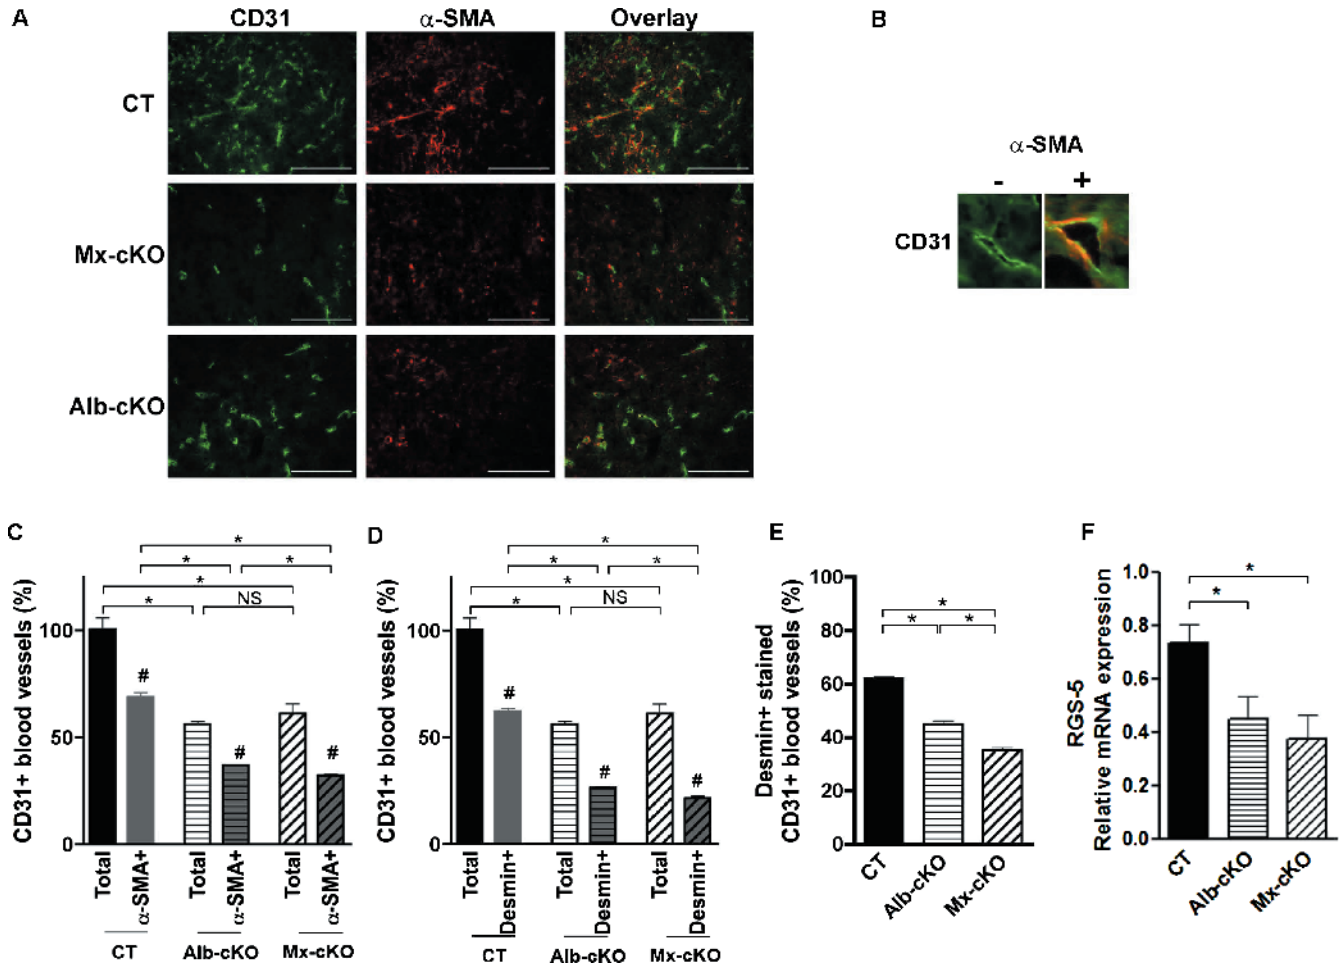 A
CD31
α-SMA
Overlay
B
CT
Mx-cKO
Alb-cKO
α-SMA
- +
CD31
C
CD31+ blood vessels (%)
100
50
0
*
* *
*
* NS
#
#
#
Total
α-SMA+
Total
α-SMA+
Total
α-SMA+
CT
Alb-cKO
Mx-cKO
D
CD31+ blood vessels (%)
100
50
0
*
* *
*
* NS
#
#
#
Total
Desmin+
Total
Desmin+
Total
Desmin+
CT
Alb-cKO
Mx-cKO
E
Desmin+ stained
CD31+ blood vessels (%)
100
80
60
40
20
0
*
* *
CT
Alb-cKO
Mx-cKO
F
RGS-5
Relative mRNA expression
1.0
0.8
0.6
0.4
0.2
0.0
*
*
CT
Alb-cKO
Mx-cKO